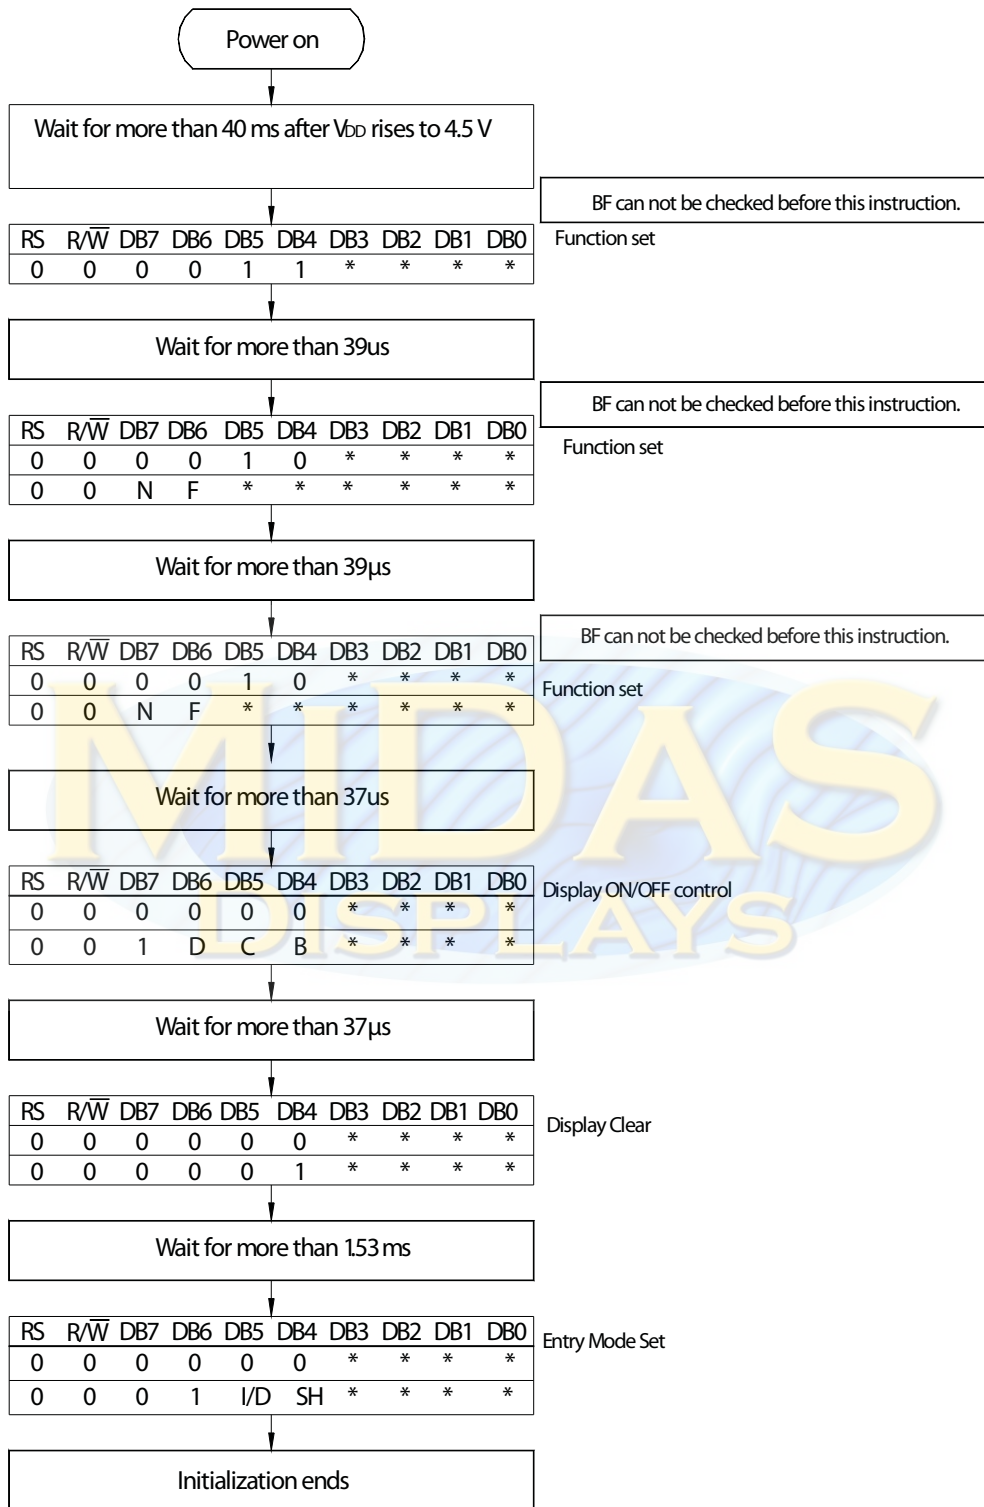 Power on
Wait for more than 40 ms after VDD rises to 4.5 V
BF can not be checked before this instruction.
RS R/W̅ DB7 DB6 DB5 DB4 DB3 DB2 DB1 DB0
Function set
0 0 0 0 1 1 * * * *
Wait for more than 39us
BF can not be checked before this instruction.
RS R/W̅ DB7 DB6 DB5 DB4 DB3 DB2 DB1 DB0
Function set
0 0 0 0 1 0 * * * *
0 0 N F * * * * * *
Wait for more than 39μs
BF can not be checked before this instruction.
RS R/W̅ DB7 DB6 DB5 DB4 DB3 DB2 DB1 DB0
0 0 0 0 1 0 * * * *
Function set
0 0 N F * * * * * *
Wait for more than 37us
RS R/W̅ DB7 DB6 DB5 DB4 DB3 DB2 DB1 DB0
Display ON/OFF control
0 0 0 0 0 0 * * * *
0 0 1 D C B * * * *
Wait for more than 37μs
RS R/W̅ DB7 DB6 DB5 DB4 DB3 DB2 DB1 DB0
Display Clear
0 0 0 0 0 0 * * * *
0 0 0 0 0 1 * * * *
Wait for more than 1.53 ms
RS R/W̅ DB7 DB6 DB5 DB4 DB3 DB2 DB1 DB0
Entry Mode Set
0 0 0 0 0 0 * * * *
0 0 0 1 I/D SH * * * *
Initialization ends
MIDAS
DISPLAYS